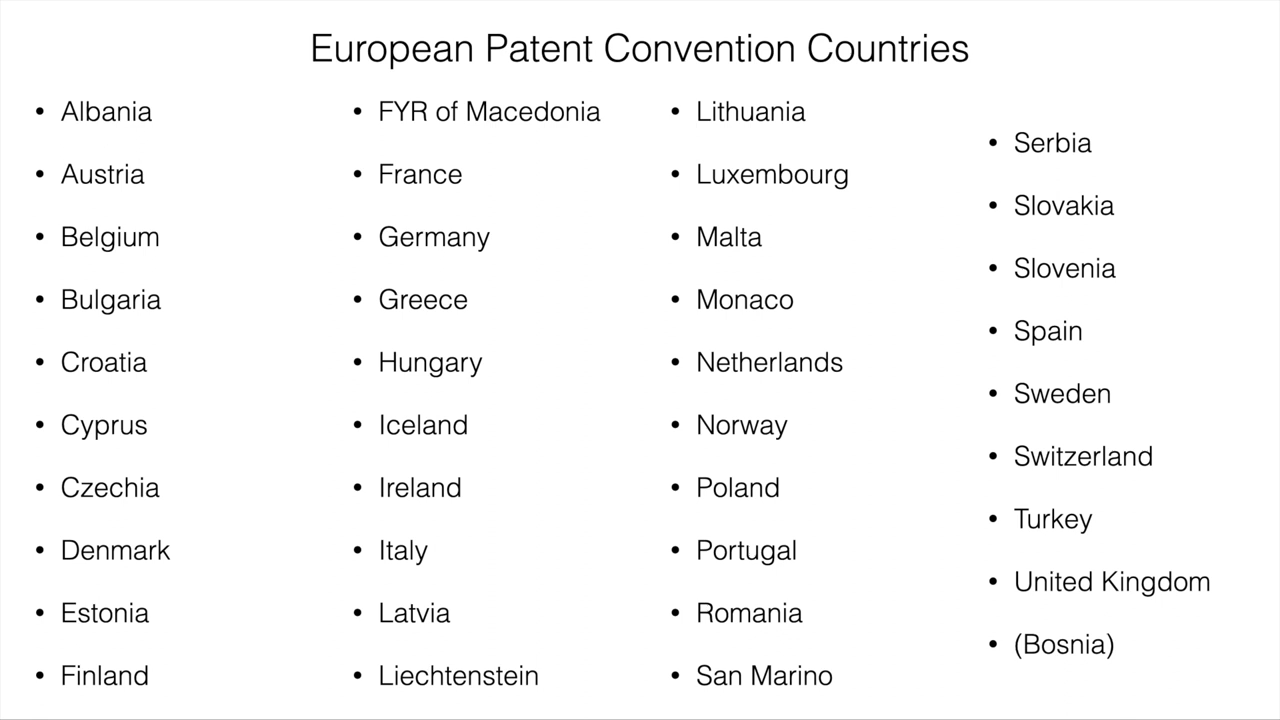 European Patent Convention Countries
• Albania
• Austria
• Belgium
• Bulgaria
• Croatia
• Cyprus
• Czechia
• Denmark
• Estonia
• Finland
• FYR of Macedonia
• France
• Germany
• Greece
• Hungary
• Iceland
• Ireland
• Italy
• Latvia
• Liechtenstein
• Lithuania
• Luxembourg
• Malta
• Monaco
• Netherlands
• Norway
• Poland
• Portugal
• Romania
• San Marino
• Serbia
• Slovakia
• Slovenia
• Spain
• Sweden
• Switzerland
• Turkey
• United Kingdom
• (Bosnia)